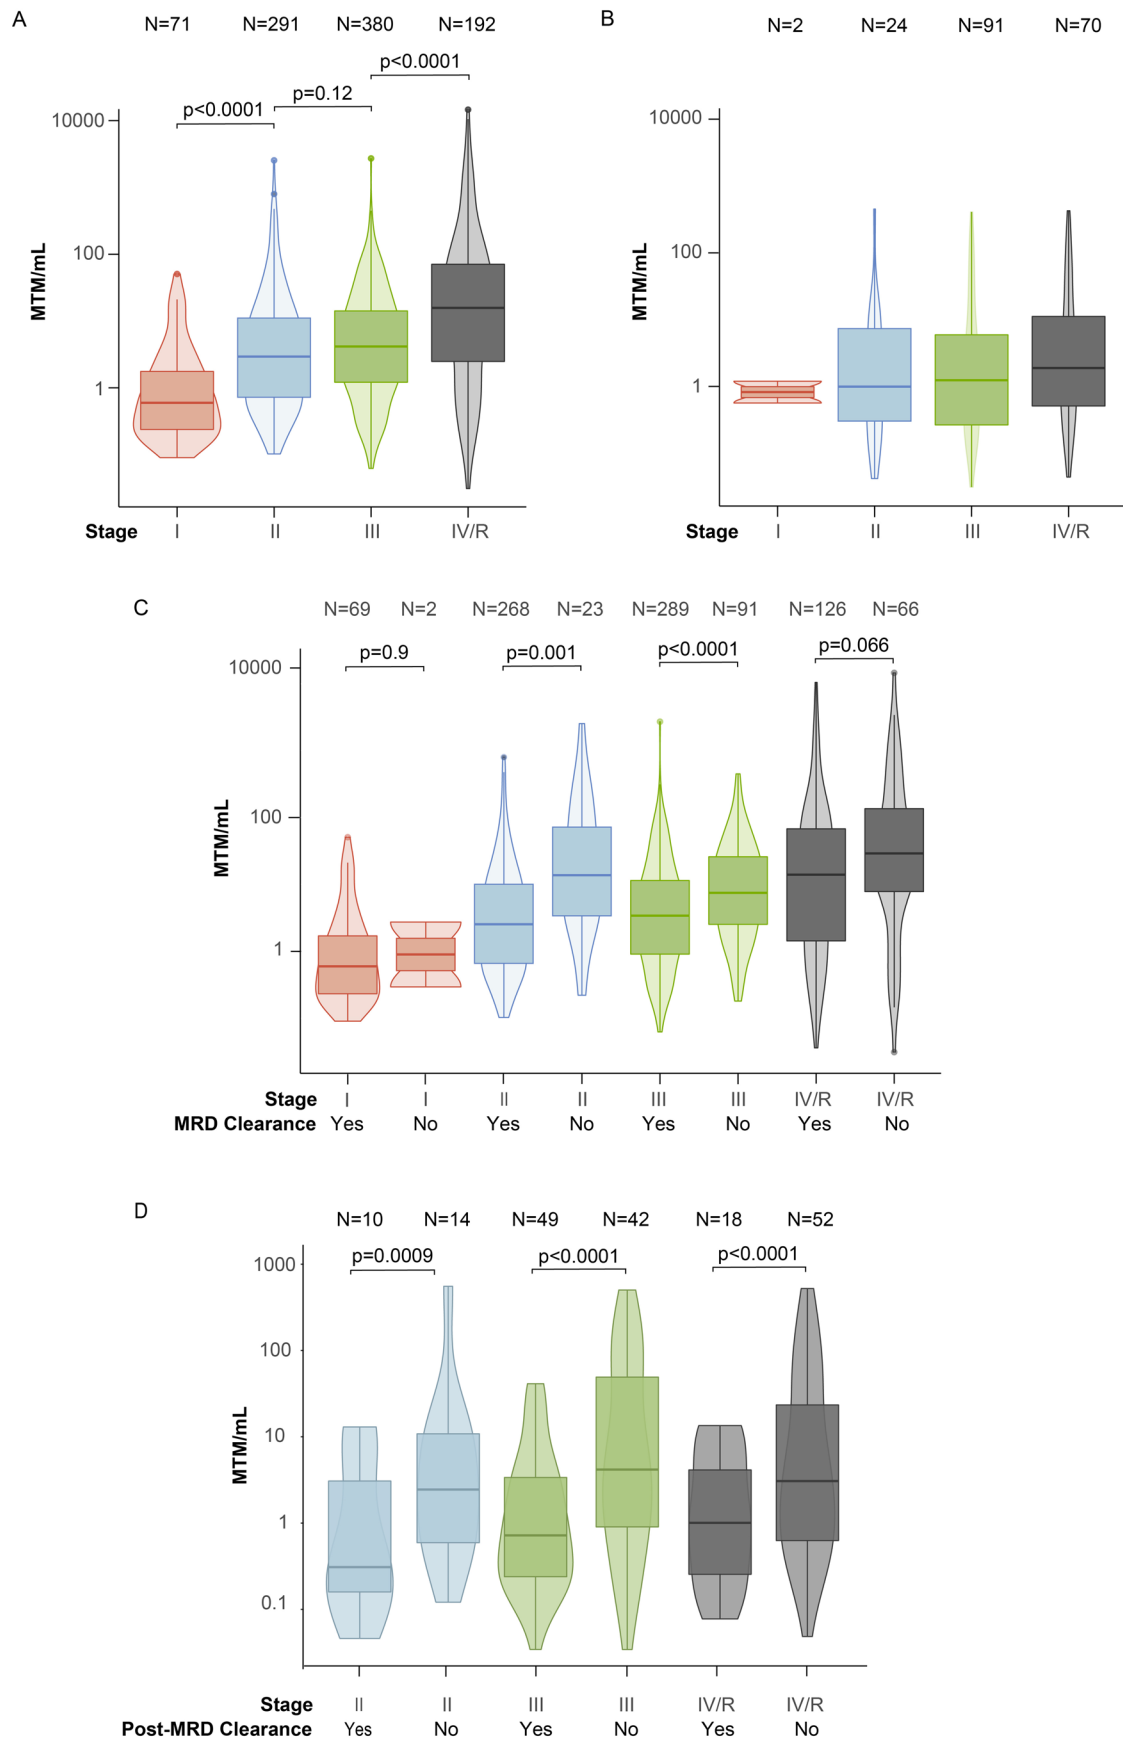 A
N=71 N=291 N=380 N=192
p<0.0001
p=0.12
p<0.0001
10000
100
1
MTM/mL
Stage I II III IV/R
B
N=2 N=24 N=91 N=70
10000
100
1
MTM/mL
Stage I II III IV/R
C
N=69 N=2 N=268 N=23 N=289 N=91 N=126 N=66
p=0.9 p=0.001 p<0.0001 p=0.066
10000
100
1
MTM/mL
Stage I I II II III III IV/R IV/R
MRD Clearance Yes No Yes No Yes No Yes No
D
N=10 N=14 N=49 N=42 N=18 N=52
p=0.0009 p<0.0001 p<0.0001
1000
100
10
1
0.1
MTM/mL
Stage II II III III IV/R IV/R
Post-MRD Clearance Yes No Yes No Yes No